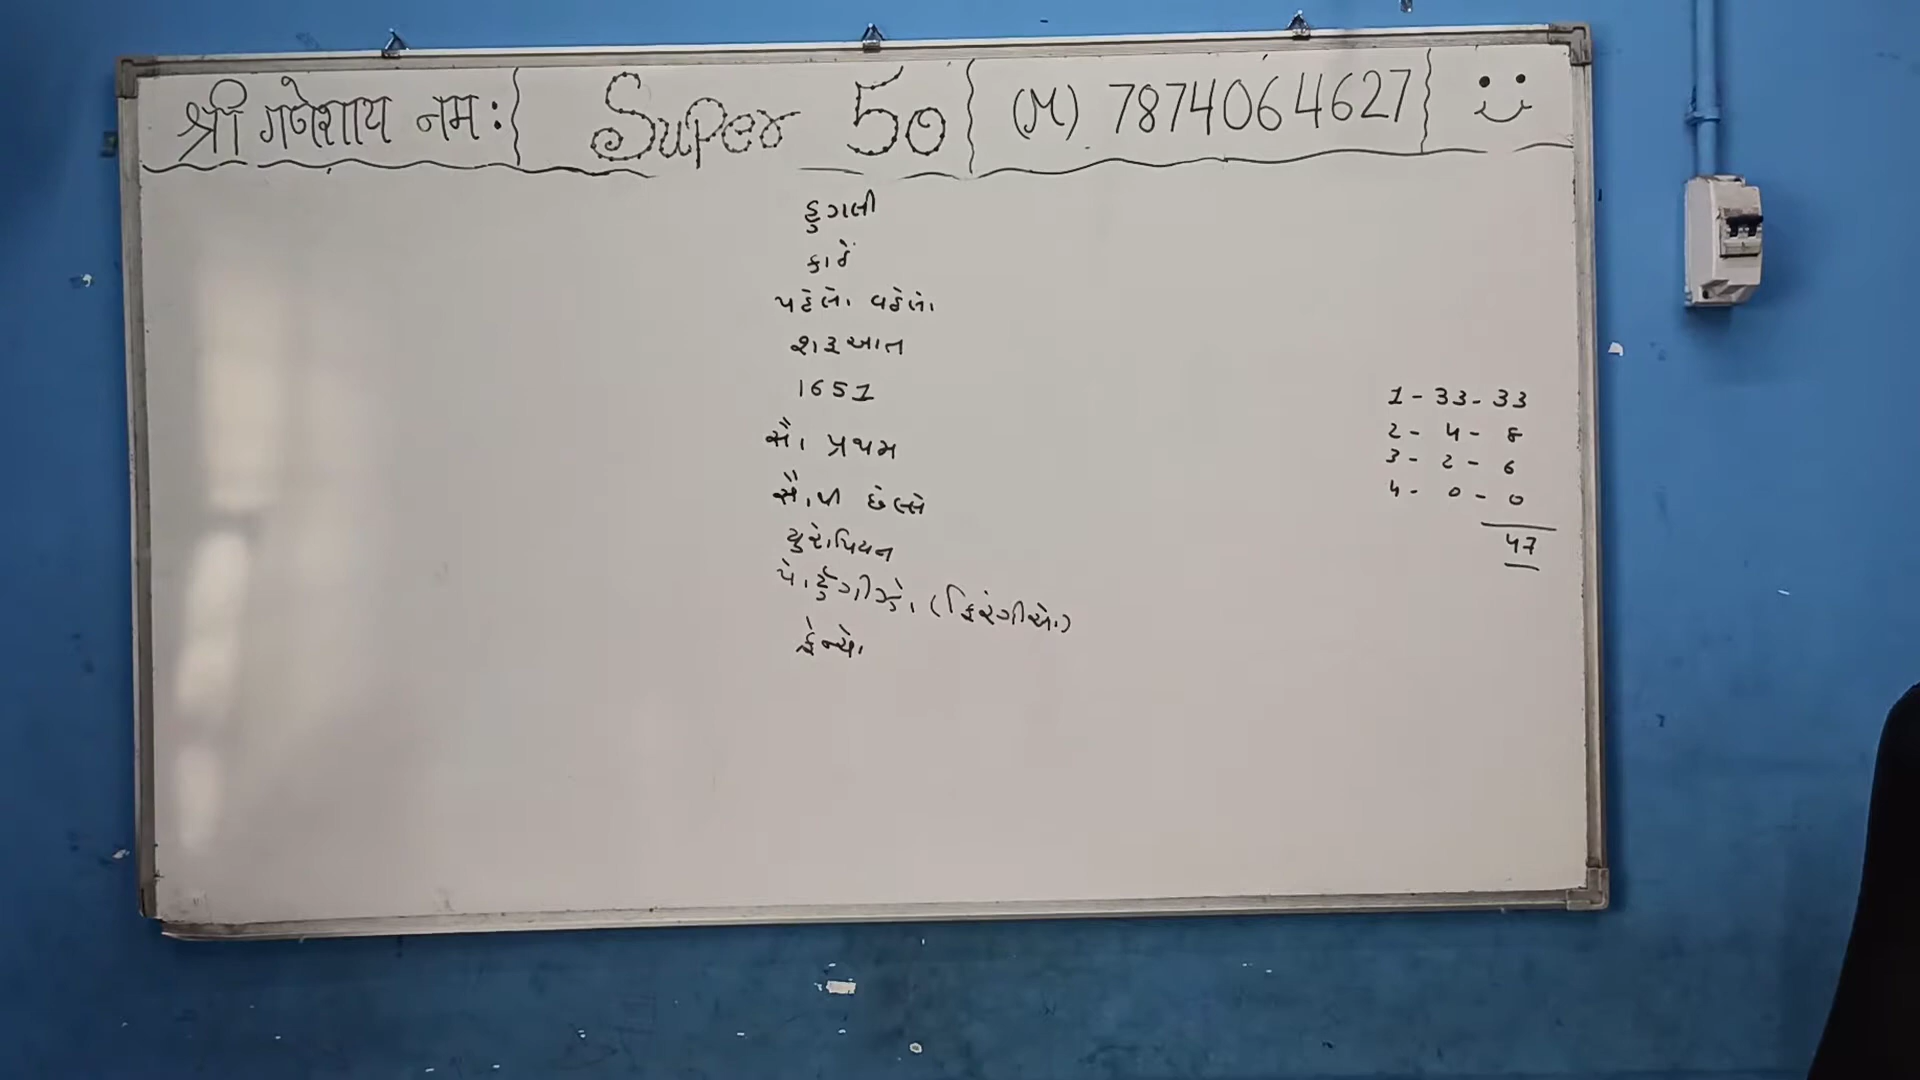 श्री गणेशाय नमः Super 50 (M) 7874064627
હુગલી
કાંઠે
પહેલો વહેલો
શરૂઆત
1651
સૌ પ્રથમ
સૌથી છેલ્લે
યુરોપિયન
પોર્ટુગીઝો (ફિરંગીઓ)
ફ્રેન્ચો
1 - 33 - 33
2 - 4 - 8
3 - 2 - 6
4 - 0 - 0
47